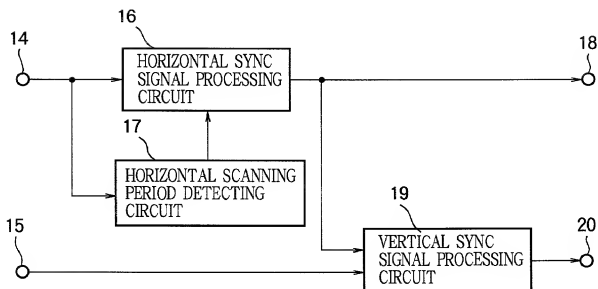 16
14
18
HORIZONTAL SYNC
SIGNAL PROCESSING
CIRCUIT
17
HORIZONTAL SCANNING
PERIOD DETECTING
CIRCUIT
19
15
20
VERTICAL SYNC
SIGNAL PROCESSING
CIRCUIT